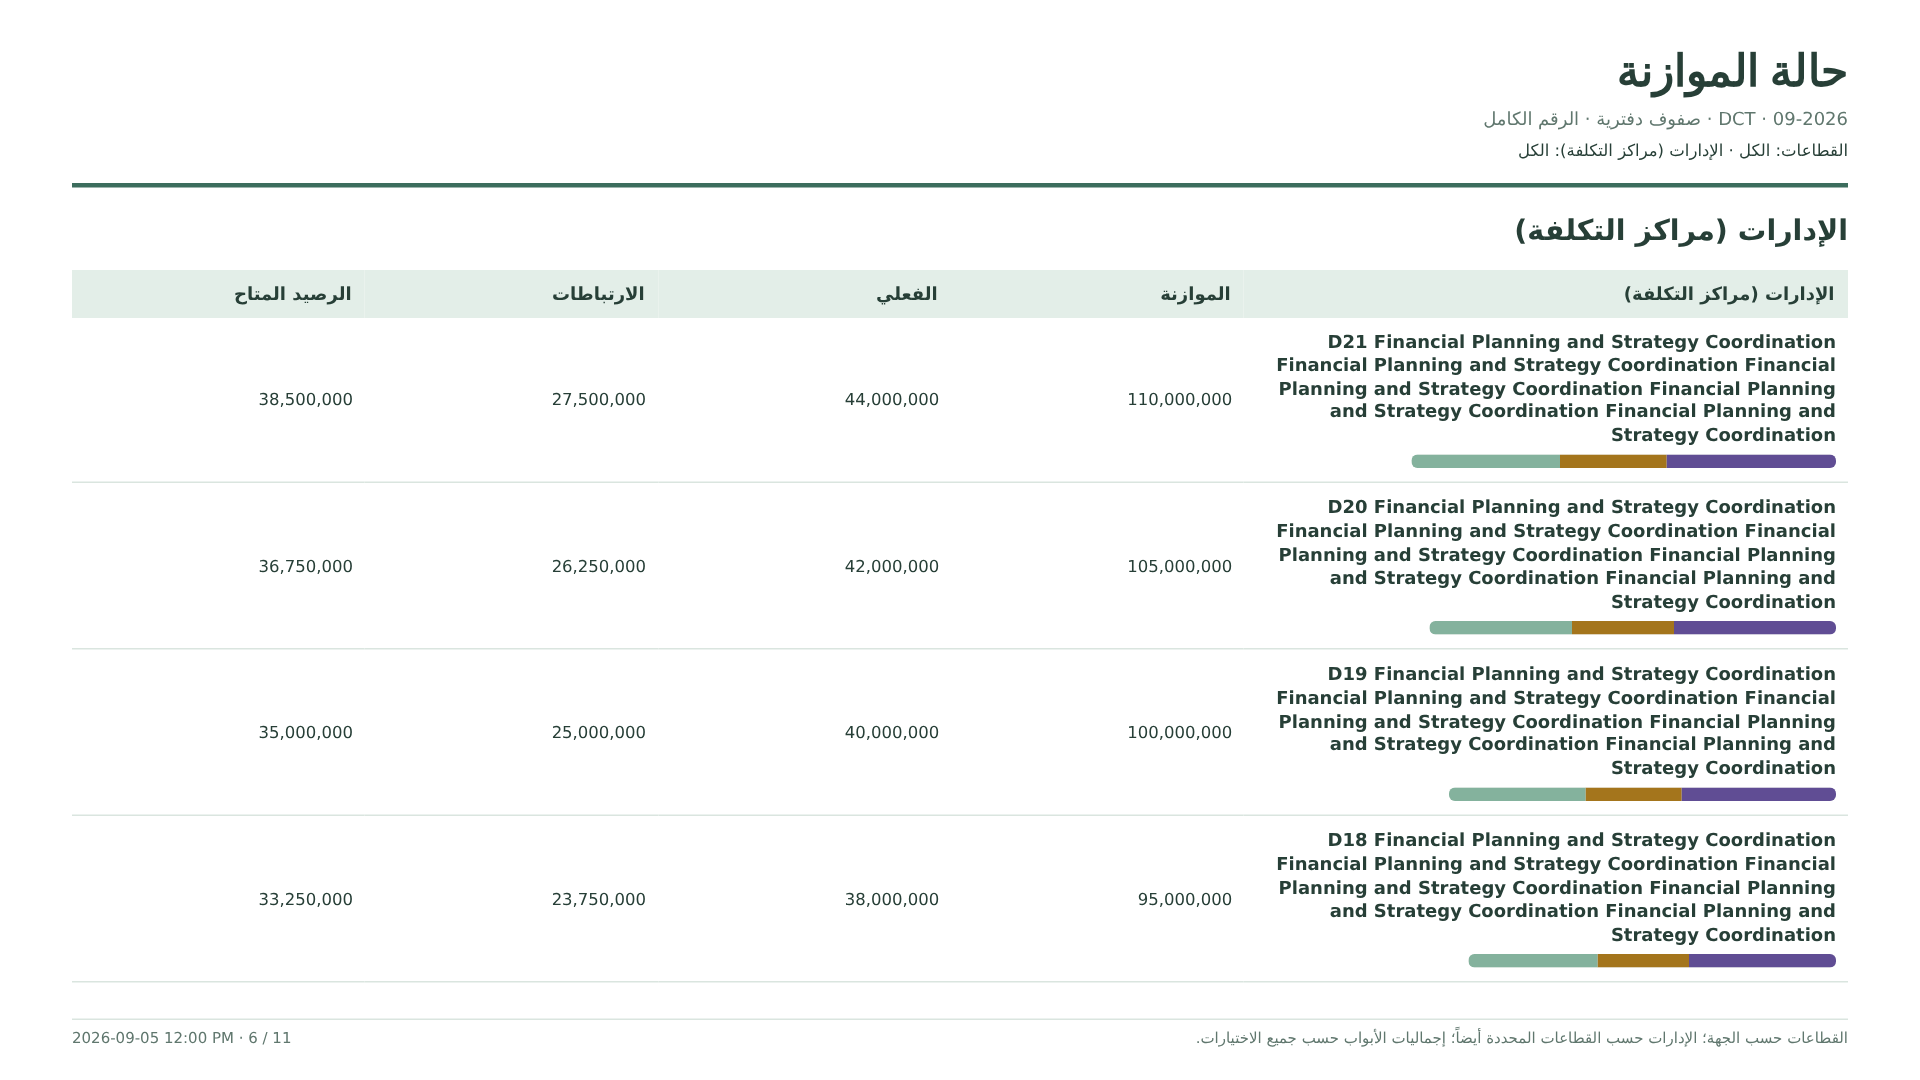 حالة الموازنة
DCT · 09-2026 · صفوف دفترية · الرقم الكامل
القطاعات: الكل · الإدارات (مراكز التكلفة): الكل
الإدارات (مراكز التكلفة)
الإدارات (مراكز التكلفة) الموازنة الفعلي الارتباطات الرصيد المتاح
D21 Financial Planning and Strategy Coordination
Financial Planning and Strategy Coordination Financial
Planning and Strategy Coordination Financial Planning
and Strategy Coordination Financial Planning and
Strategy Coordination
110,000,000 44,000,000 27,500,000 38,500,000
D20 Financial Planning and Strategy Coordination
Financial Planning and Strategy Coordination Financial
Planning and Strategy Coordination Financial Planning
and Strategy Coordination Financial Planning and
Strategy Coordination
105,000,000 42,000,000 26,250,000 36,750,000
D19 Financial Planning and Strategy Coordination
Financial Planning and Strategy Coordination Financial
Planning and Strategy Coordination Financial Planning
and Strategy Coordination Financial Planning and
Strategy Coordination
100,000,000 40,000,000 25,000,000 35,000,000
D18 Financial Planning and Strategy Coordination
Financial Planning and Strategy Coordination Financial
Planning and Strategy Coordination Financial Planning
and Strategy Coordination Financial Planning and
Strategy Coordination
95,000,000 38,000,000 23,750,000 33,250,000
القطاعات حسب الجهة؛ الإدارات حسب القطاعات المحددة أيضاً؛ إجماليات الأبواب حسب جميع الاختيارات.
2026-09-05 12:00 PM · 6 / 11